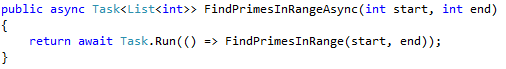 public async Task<List<int>> FindPrimesInRangeAsync(int start, int end)
{
    return await Task.Run(() => FindPrimesInRange(start, end));
}